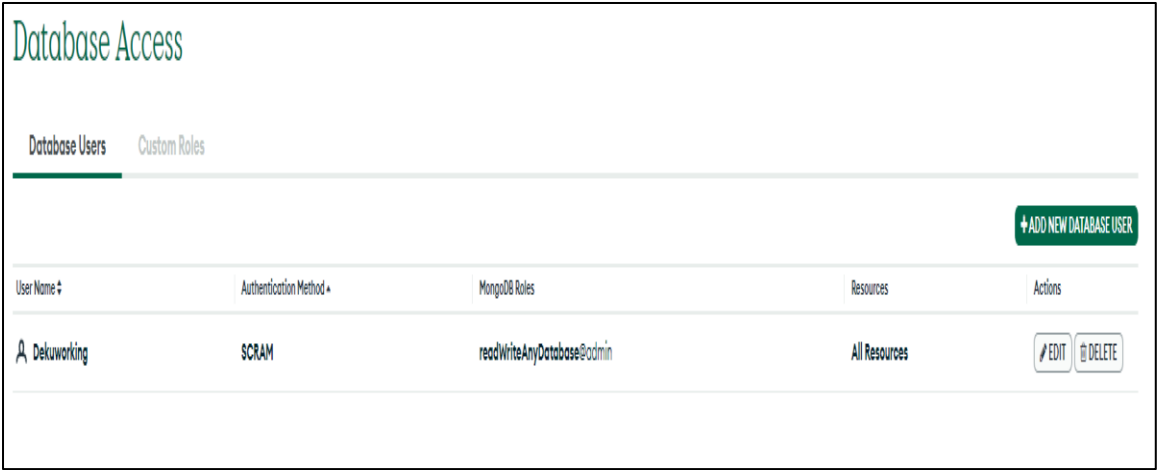 Database Access
Database Users Custom Roles
+ADD NEW DATABASE USER
User Name Authentication Method MongoDB Roles Resources Actions
Dekuworking SCRAM readWriteAnyDatabase@admin All Resources EDIT DELETE